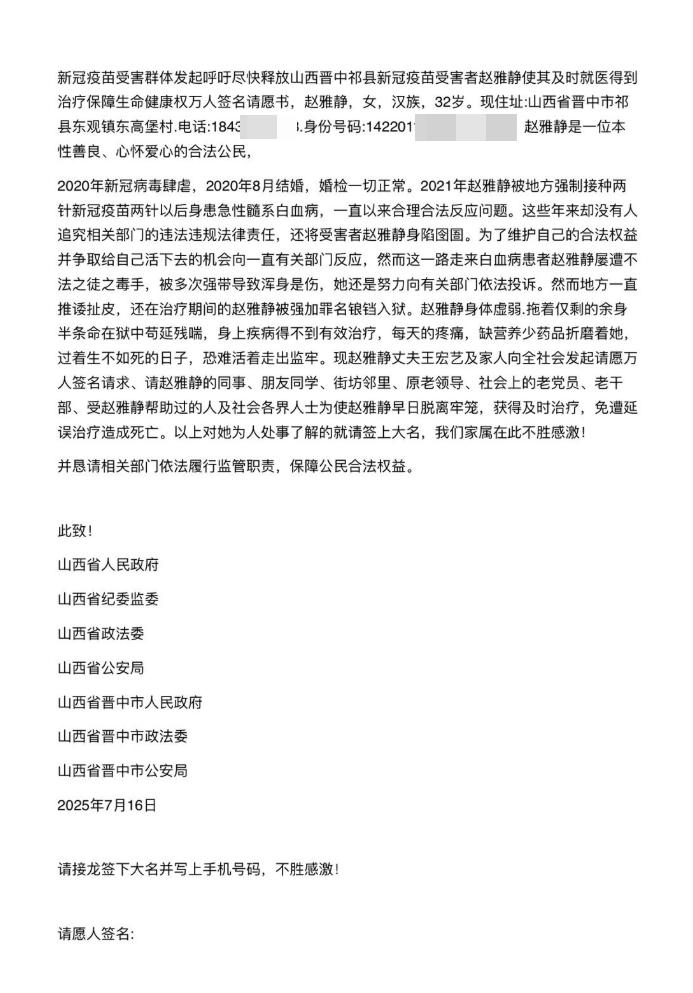 新冠疫苗受害群体发起呼吁尽快释放山西晋中祁县新冠疫苗受害者赵雅静使其及时就医得到
治疗保障生命健康权万人签名请愿书，赵雅静，女，汉族，32岁。现住址:山西省晋中市祁
县东观镇东高堡村.电话:1843 .身份号码:142201 赵雅静是一位本
性善良、心怀爱心的合法公民，
2020年新冠病毒肆虐，2020年8月结婚，婚检一切正常。2021年赵雅静被地方强制接种两
针新冠疫苗两针以后身患急性髓系白血病，一直以来合理合法反应问题。这些年来却没有人
追究相关部门的违法违规法律责任，还将受害者赵雅静身陷囹圄。为了维护自己的合法权益
并争取给自己活下去的机会向一直有关部门反应，然而这一路走来白血病患者赵雅静屡遭不
法之徒之毒手，被多次强带导致浑身是伤，她还是努力向有关部门依法投诉。然而地方一直
推诿扯皮，还在治疗期间的赵雅静被强加罪名锒铛入狱。赵雅静身体虚弱.拖着仅剩的余身
半条命在狱中苟延残喘，身上疾病得不到有效治疗，每天的疼痛，缺营养少药品折磨着她，
过着生不如死的日子，恐难活着走出监牢。现赵雅静丈夫王宏艺及家人向全社会发起请愿万
人签名请求、请赵雅静的同事、朋友同学、街坊邻里、原老领导、社会上的老党员、老干
部、受赵雅静帮助过的人及社会各界人士为使赵雅静早日脱离牢笼，获得及时治疗，免遭延
误治疗造成死亡。以上对她为人处事了解的就请签上大名，我们家属在此不胜感激！
并恳请相关部门依法履行监管职责，保障公民合法权益。
此致！
山西省人民政府
山西省纪委监委
山西省政法委
山西省公安局
山西省晋中市人民政府
山西省晋中市政法委
山西省晋中市公安局
2025年7月16日
请接龙签下大名并写上手机号码，不胜感激！
请愿人签名: